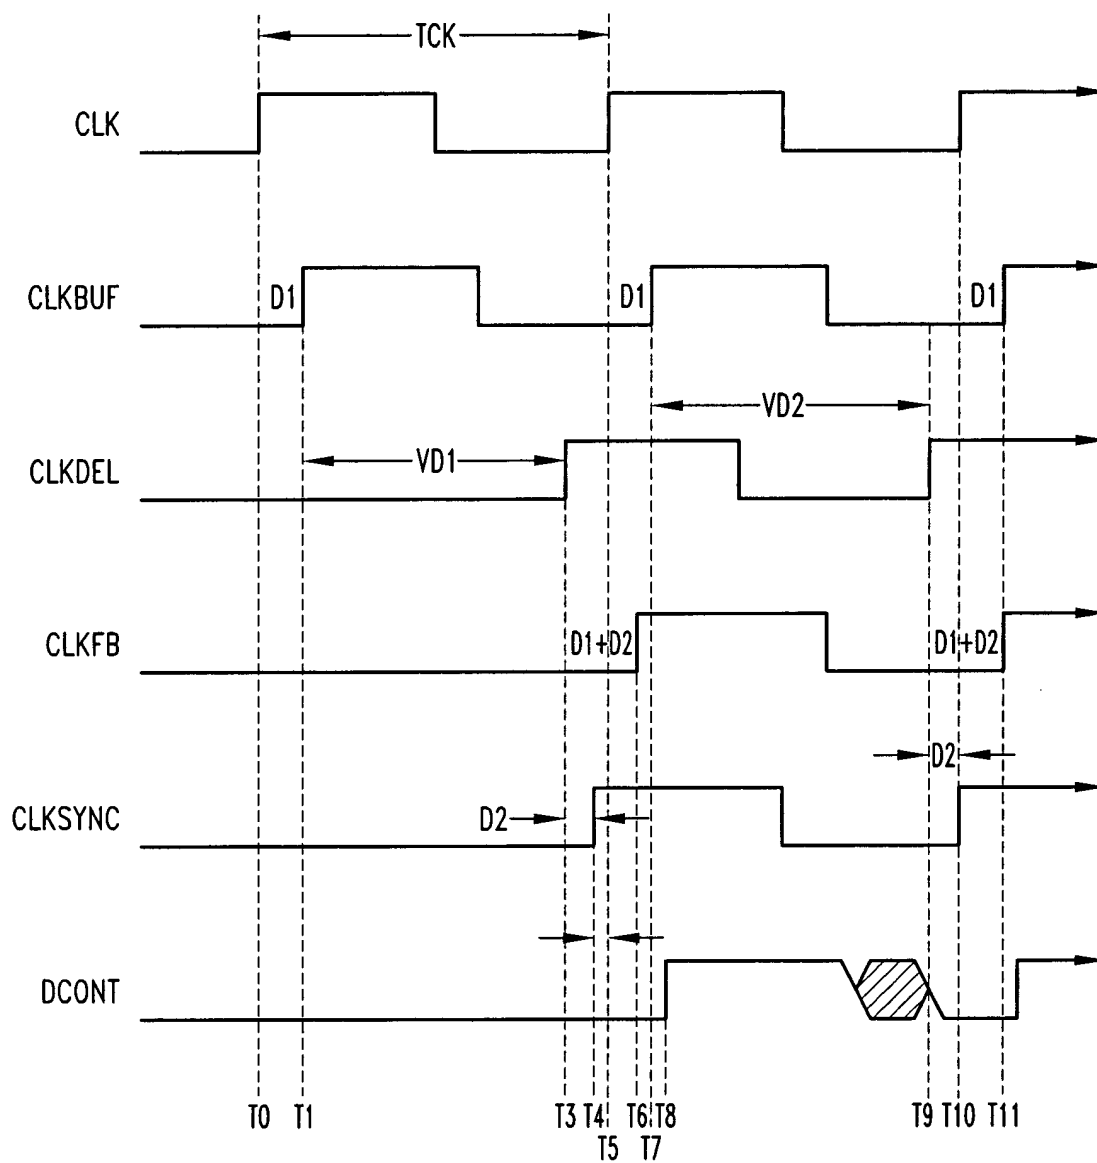 TCK
CLK
CLKBUF D1 D1 D1
VD2
CLKDEL VD1
CLKFB D1+D2 D1+D2
D2
CLKSYNC D2
DCONT
T0 T1 T3 T4 T6 T8 T9 T10 T11
T5 T7